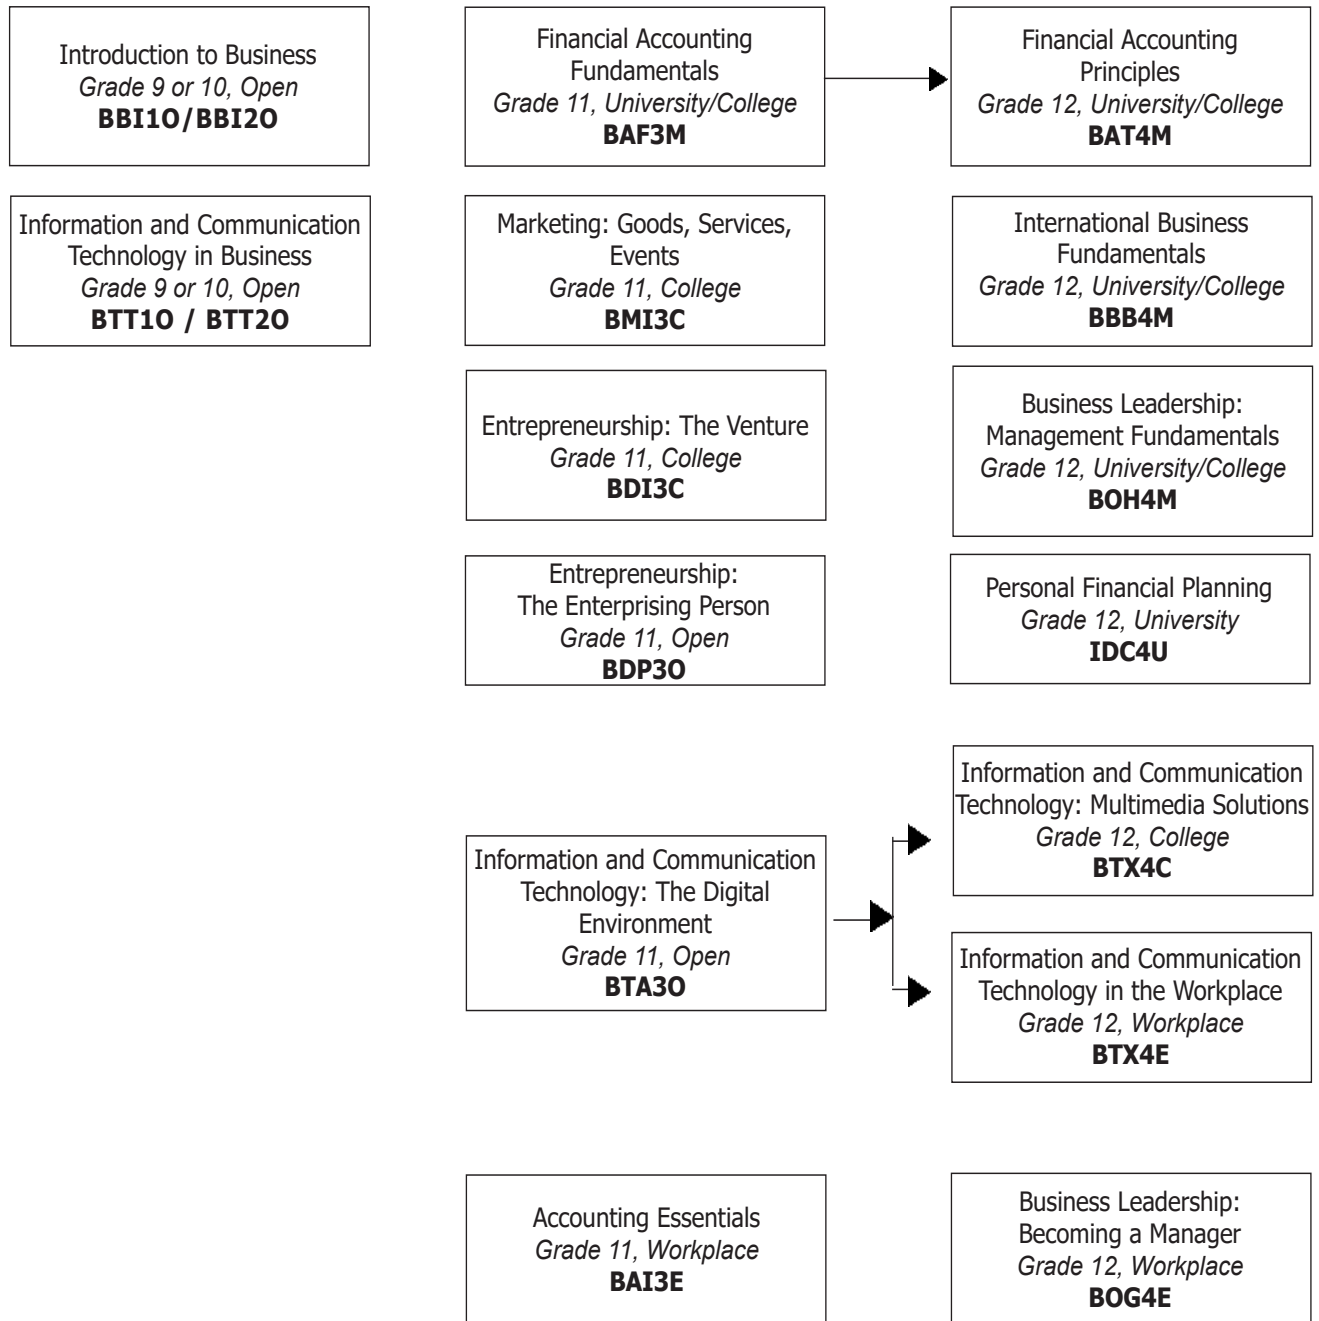 Introduction to Business
Grade 9 or 10, Open
BBI1O/BBI2O
Financial Accounting
Fundamentals
Grade 11, University/College
BAF3M
Financial Accounting
Principles
Grade 12, University/College
BAT4M
Information and Communication
Technology in Business
Grade 9 or 10, Open
BTT1O / BTT2O
Marketing: Goods, Services,
Events
Grade 11, College
BMI3C
International Business
Fundamentals
Grade 12, University/College
BBB4M
Entrepreneurship: The Venture
Grade 11, College
BDI3C
Business Leadership:
Management Fundamentals
Grade 12, University/College
BOH4M
Entrepreneurship:
The Enterprising Person
Grade 11, Open
BDP3O
Personal Financial Planning
Grade 12, University
IDC4U
Information and Communication
Technology: The Digital
Environment
Grade 11, Open
BTA3O
Information and Communication
Technology: Multimedia Solutions
Grade 12, College
BTX4C
Information and Communication
Technology in the Workplace
Grade 12, Workplace
BTX4E
Accounting Essentials
Grade 11, Workplace
BAI3E
Business Leadership:
Becoming a Manager
Grade 12, Workplace
BOG4E